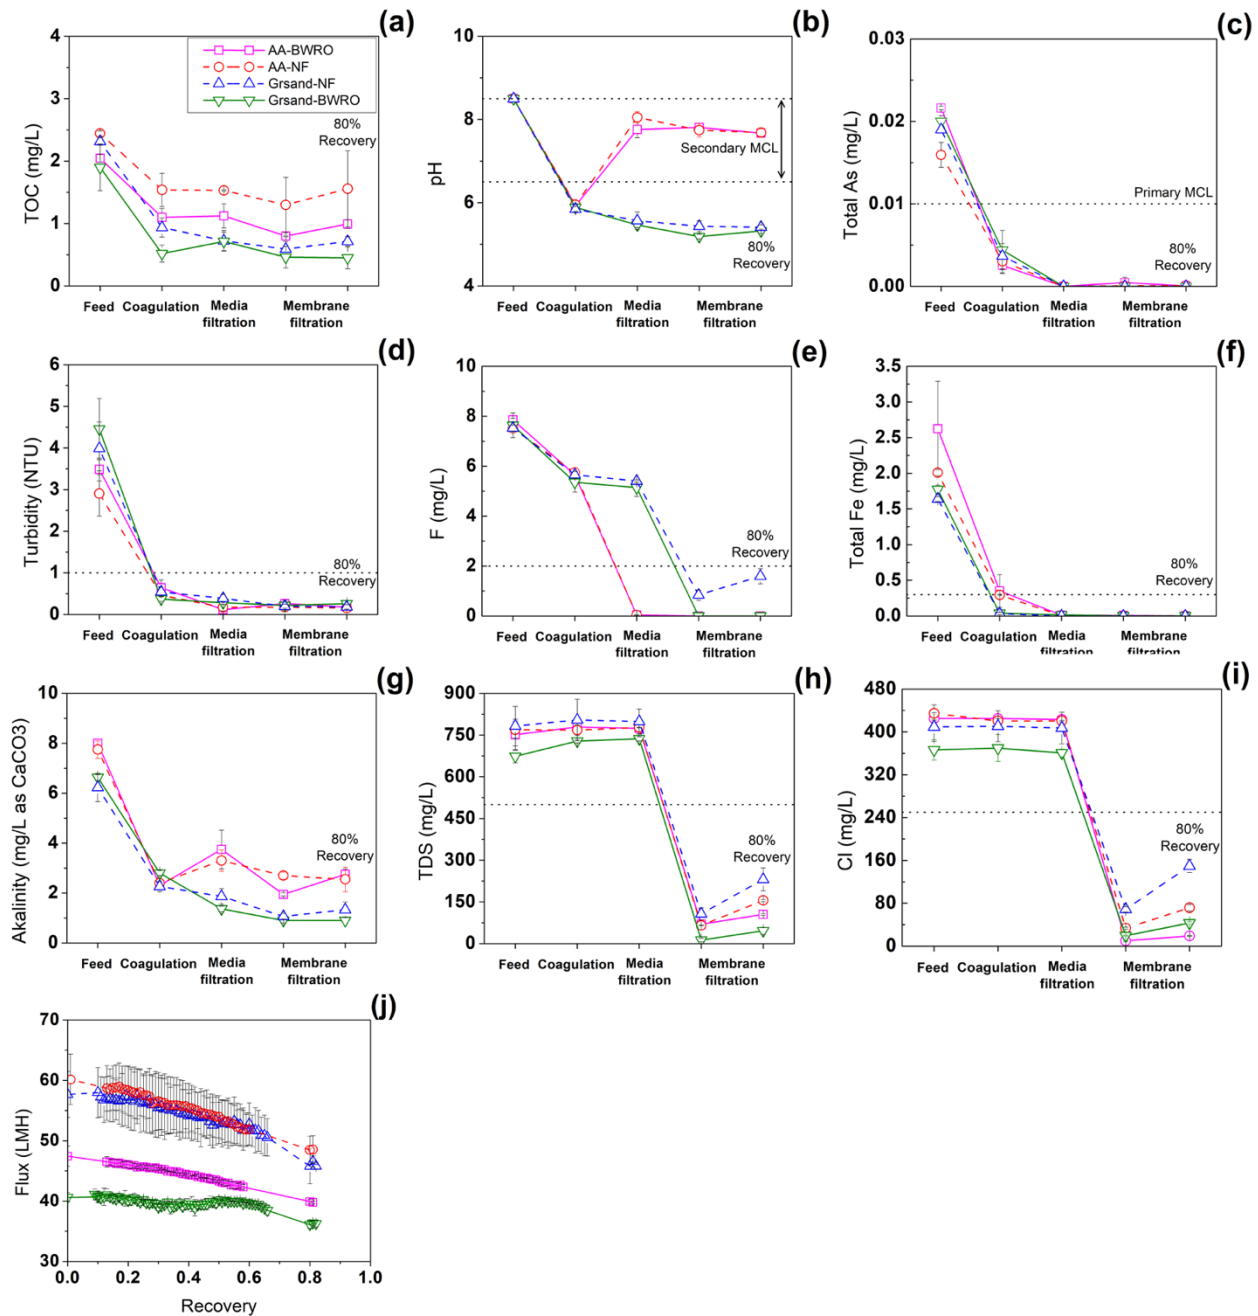 (a)
TOC (mg/L)
4
3
2
1
0
AA-BWRO
AA-NF
Grsand-NF
Grsand-BWRO
80%
Recovery
Feed Coagulation Media filtration Membrane filtration
(b)
pH
10
8
6
4
Secondary MCL
80%
Recovery
Feed Coagulation Media filtration Membrane filtration
(c)
Total As (mg/L)
0.03
0.02
0.01
0.00
Primary MCL
80%
Recovery
Feed Coagulation Media filtration Membrane filtration
(d)
Turbidity (NTU)
6
5
4
3
2
1
0
80%
Recovery
Feed Coagulation Media filtration Membrane filtration
(e)
F (mg/L)
10
8
6
4
2
0
80%
Recovery
Feed Coagulation Media filtration Membrane filtration
(f)
Total Fe (mg/L)
3.5
3.0
2.5
2.0
1.5
1.0
0.5
0.0
80%
Recovery
Feed Coagulation Media filtration Membrane filtration
(g)
Akalinity (mg/L as CaCO3)
10
8
6
4
2
0
80%
Recovery
Feed Coagulation Media filtration Membrane filtration
(h)
TDS (mg/L)
900
750
600
450
300
150
0
80%
Recovery
Feed Coagulation Media filtration Membrane filtration
(i)
Cl (mg/L)
480
400
320
240
160
80
0
80%
Recovery
Feed Coagulation Media filtration Membrane filtration
(j)
Flux (LMH)
70
60
50
40
30
0.0 0.2 0.4 0.6 0.8 1.0
Recovery